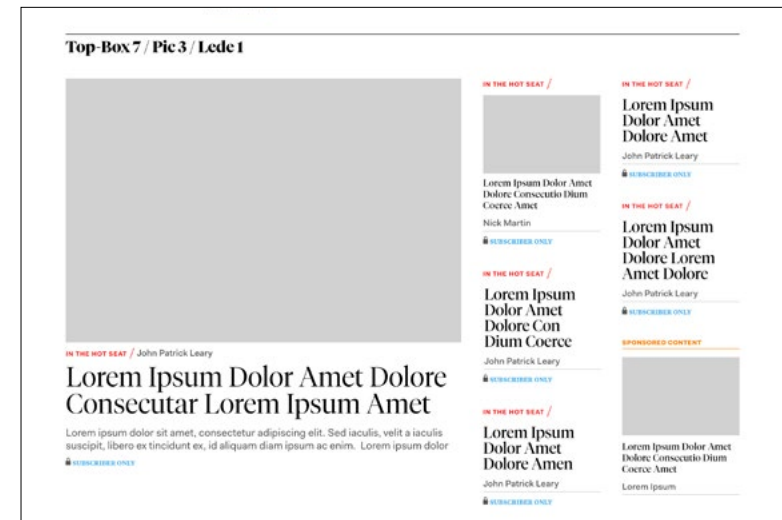 Top-Box 7 / Pic 3 / Lede 1
IN THE HOT SEAT / John Patrick Leary
Lorem Ipsum Dolor Amet Dolore
Consecutar Lorem Ipsum Amet
Lorem ipsum dolor sit amet, consectetur adipiscing elit. Sed iaculis, velit a iaculis
suscipit, libero ex tincidunt ex, id aliquam diam ipsum ac enim. Lorem ipsum dolor
SUBSCRIBER ONLY
IN THE HOT SEAT /
Lorem Ipsum Dolor Amet
Dolore Consecutio Dium
Coerce Amet
Nick Martin
SUBSCRIBER ONLY
IN THE HOT SEAT /
Lorem Ipsum
Dolor Amet
Dolore Con
Dium Coerce
John Patrick Leary
SUBSCRIBER ONLY
IN THE HOT SEAT /
Lorem Ipsum
Dolor Amet
Dolore Amen
John Patrick Leary
SUBSCRIBER ONLY
IN THE HOT SEAT /
Lorem Ipsum
Dolor Amet
Dolore Amet
John Patrick Leary
SUBSCRIBER ONLY
IN THE HOT SEAT /
Lorem Ipsum
Dolor Amet
Dolore Lorem
Amet Dolore
John Patrick Leary
SUBSCRIBER ONLY
SPONSORED CONTENT
Lorem Ipsum Dolor Amet
Dolore Consecutio Dium
Coerce Amet
Lorem Ipsum